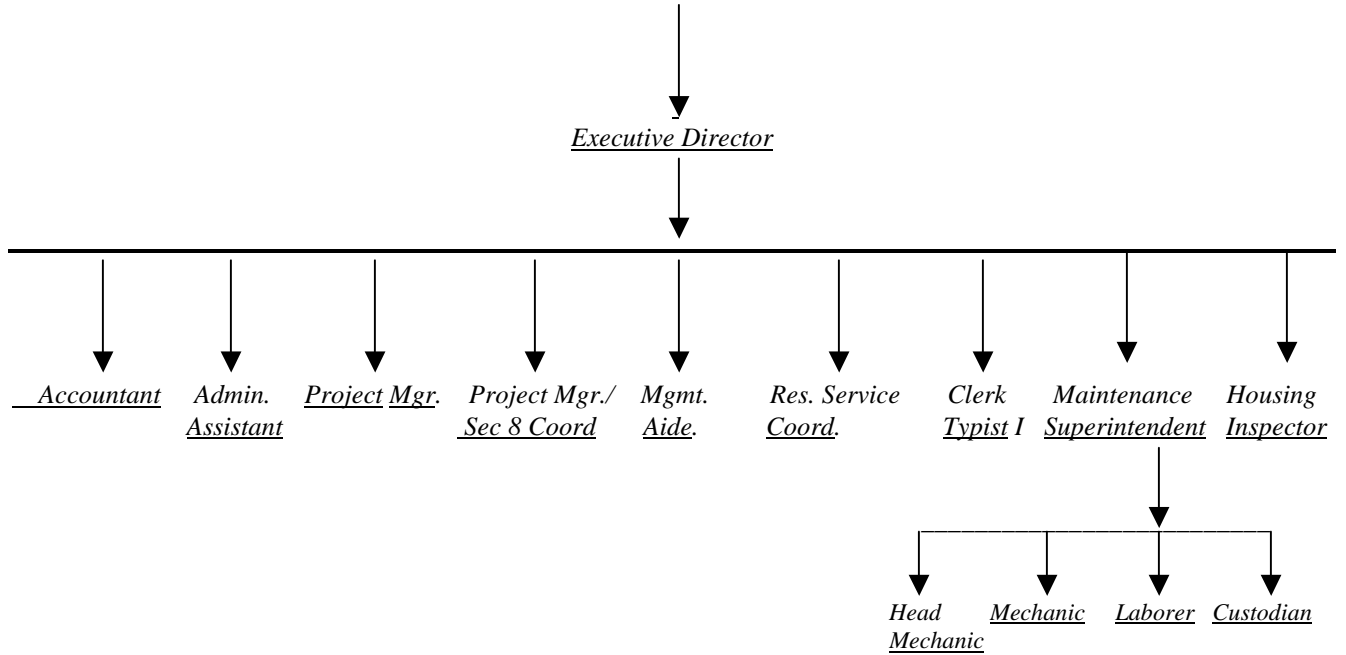 Executive Director
Accountant
Admin.
Assistant
Project Mgr.
Project Mgr./
Sec 8 Coord
Mgmt.
Aide.
Res. Service
Coord.
Clerk
Typist I
Maintenance
Superintendent
Housing
Inspector
Head
Mechanic
Mechanic
Laborer
Custodian